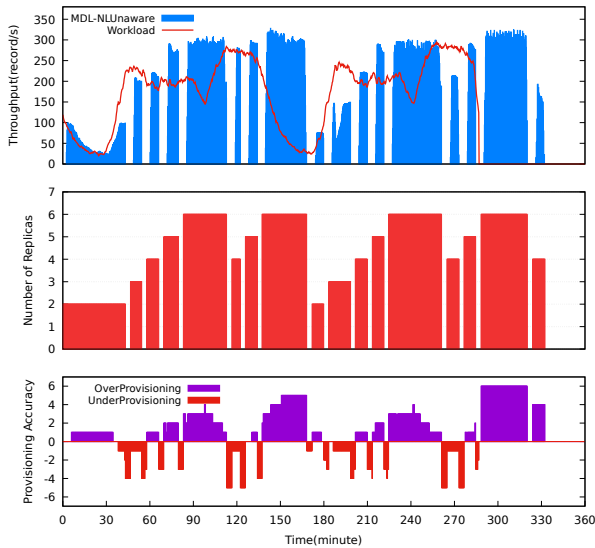 350
300
250
200
150
100
50
0
Throughput(record/s)
MDL-NLUnaware
Workload
7
6
5
4
3
2
1
0
Number of Replicas
6
4
2
0
-2
-4
-6
Provisioning Accuracy
OverProvisioning
UnderProvisioning
0 30 60 90 120 150 180 210 240 270 300 330 360
Time(minute)